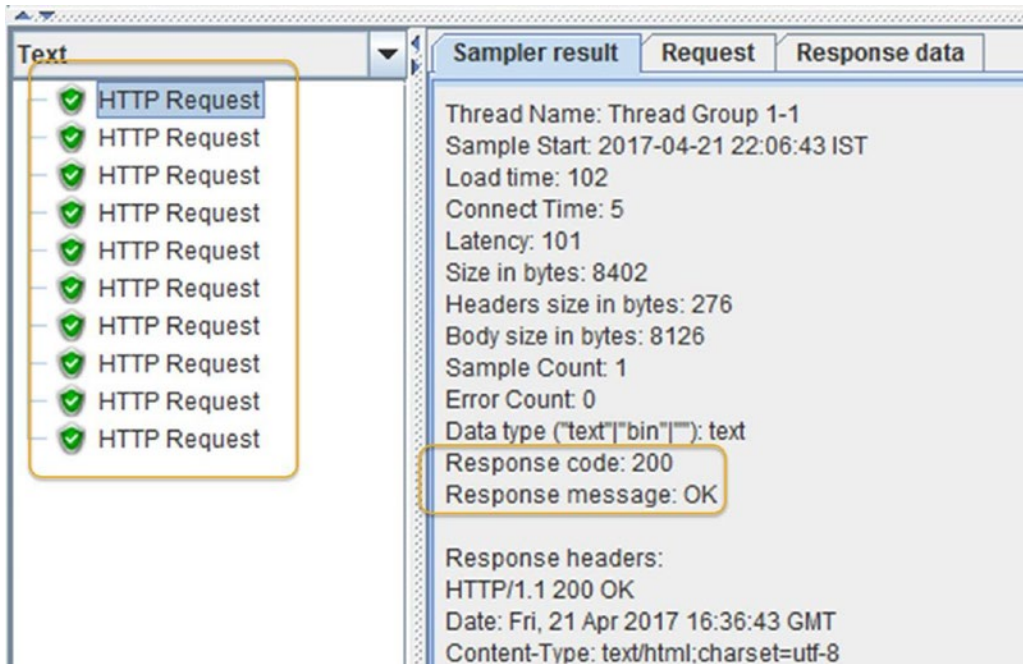 Text
HTTP Request
HTTP Request
HTTP Request
HTTP Request
HTTP Request
HTTP Request
HTTP Request
HTTP Request
HTTP Request
HTTP Request
Sampler result Request Response data
Thread Name: Thread Group 1-1
Sample Start: 2017-04-21 22:06:43 IST
Load time: 102
Connect Time: 5
Latency: 101
Size in bytes: 8402
Headers size in bytes: 276
Body size in bytes: 8126
Sample Count: 1
Error Count: 0
Data type ("text"|"bin"|""): text
Response code: 200
Response message: OK
Response headers:
HTTP/1.1 200 OK
Date: Fri, 21 Apr 2017 16:36:43 GMT
Content-Type: text/html;charset=utf-8